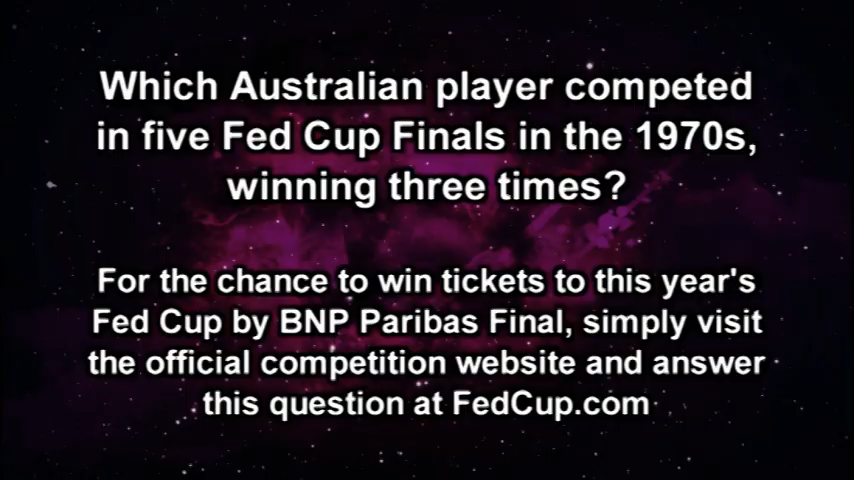 Which Australian player competed
in five Fed Cup Finals in the 1970s,
winning three times?
For the chance to win tickets to this year's
Fed Cup by BNP Paribas Final, simply visit
the official competition website and answer
this question at FedCup.com